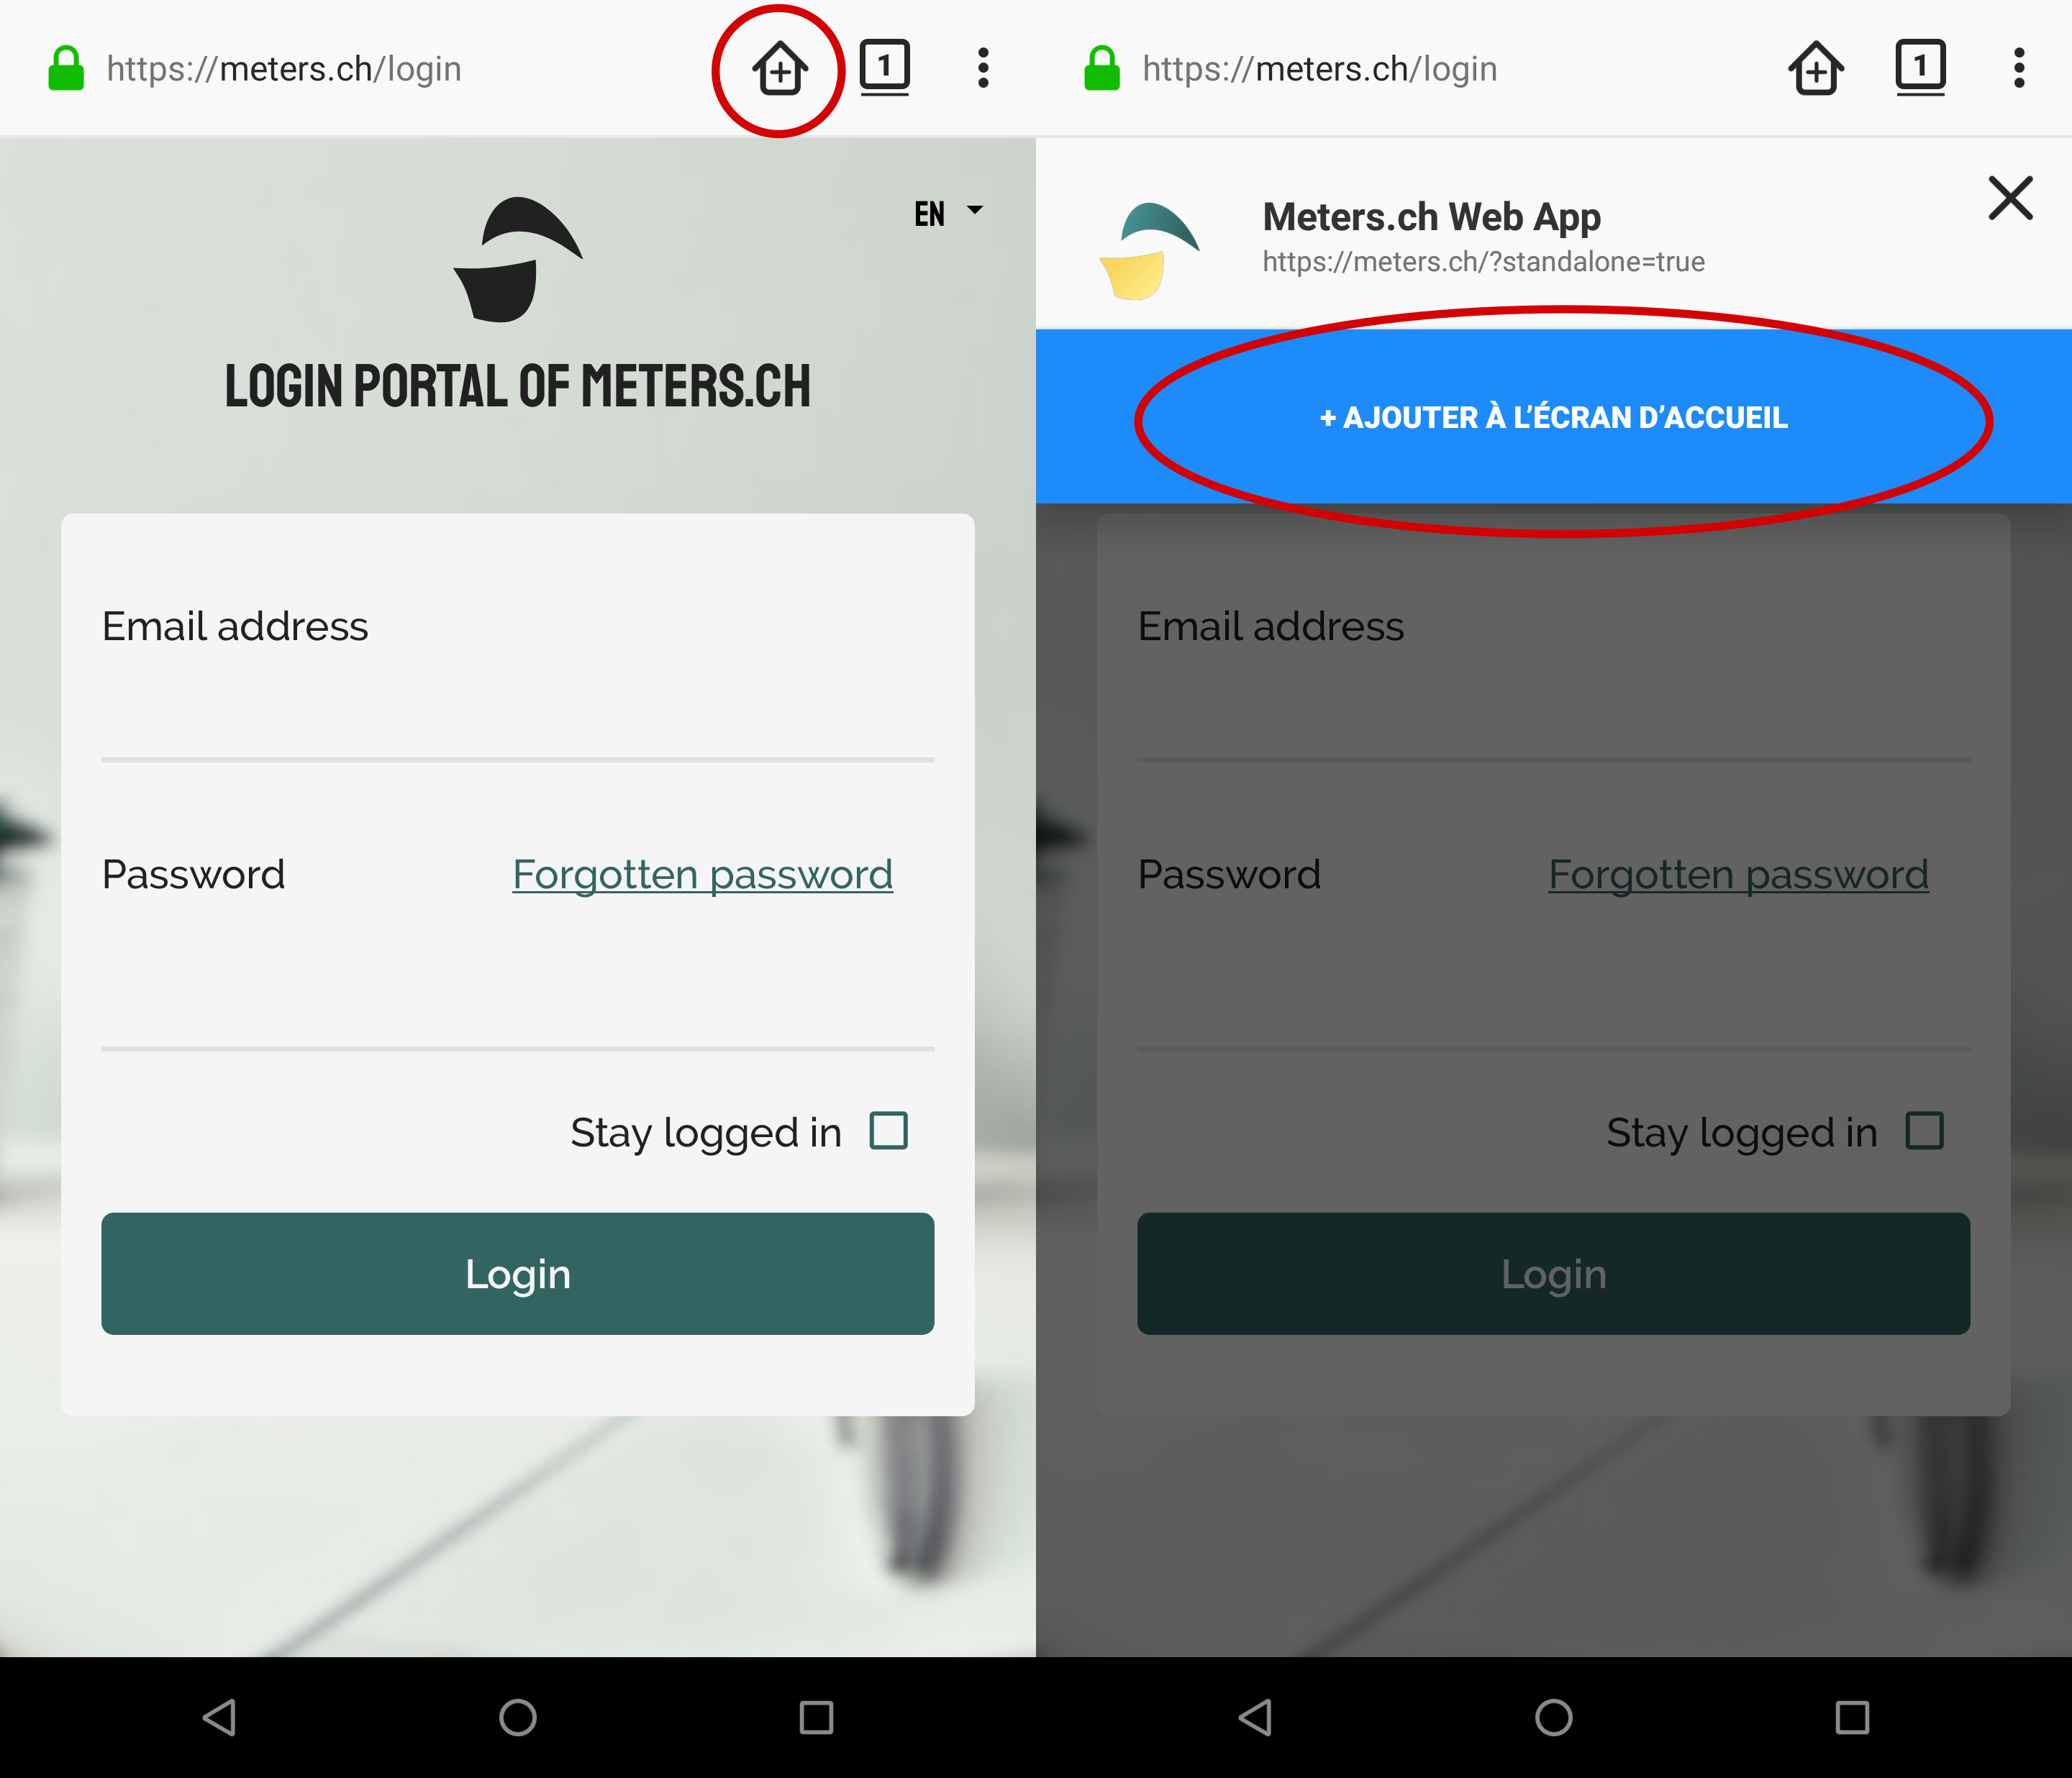 https://meters.ch/login
1
EN
LOGIN PORTAL OF METERS.CH
Email address
Password
Forgotten password
Stay logged in
Login
https://meters.ch/login
1
Meters.ch Web App
https://meters.ch/?standalone=true
+ AJOUTER À L’ÉCRAN D’ACCUEIL
Email address
Password
Forgotten password
Stay logged in
Login